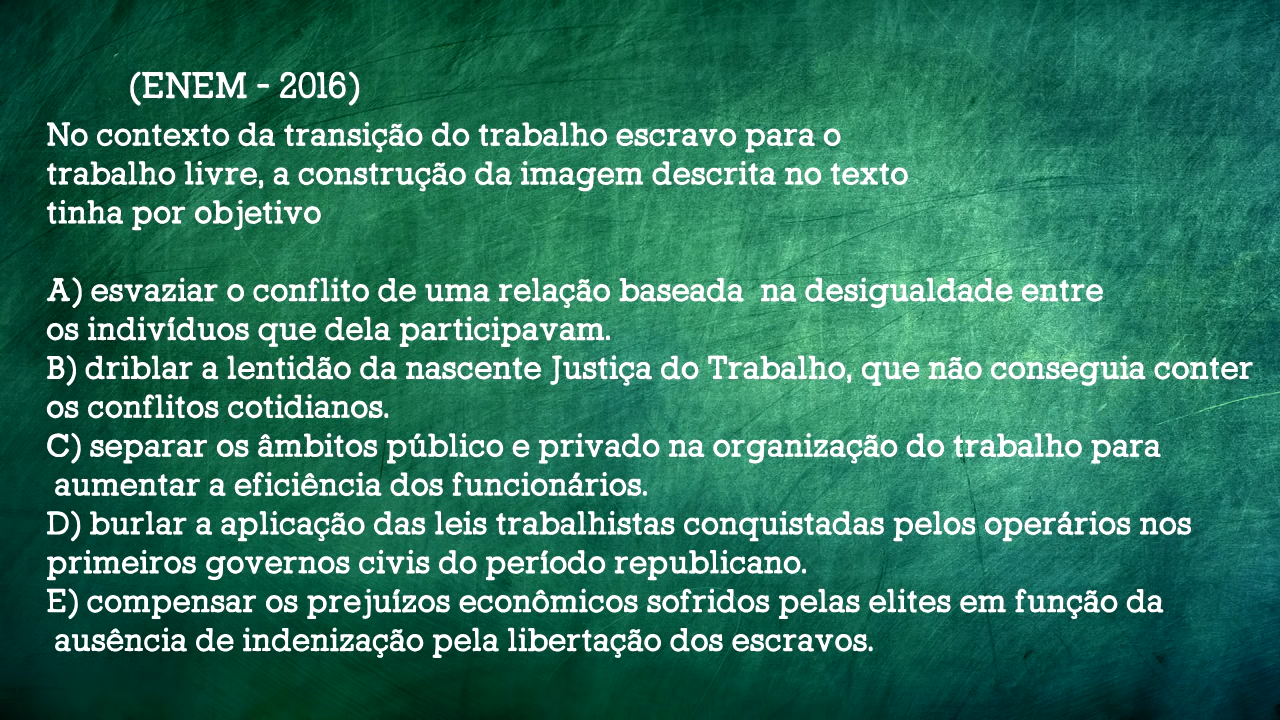 (ENEM - 2016)
No contexto da transição do trabalho escravo para o
trabalho livre, a construção da imagem descrita no texto
tinha por objetivo
A) esvaziar o conflito de uma relação baseada  na desigualdade entre
os indivíduos que dela participavam.
B) driblar a lentidão da nascente Justiça do Trabalho, que não conseguia conter
os conflitos cotidianos.
C) separar os âmbitos público e privado na organização do trabalho para
aumentar a eficiência dos funcionários.
D) burlar a aplicação das leis trabalhistas conquistadas pelos operários nos
primeiros governos civis do período republicano.
E) compensar os prejuízos econômicos sofridos pelas elites em função da
ausência de indenização pela libertação dos escravos.